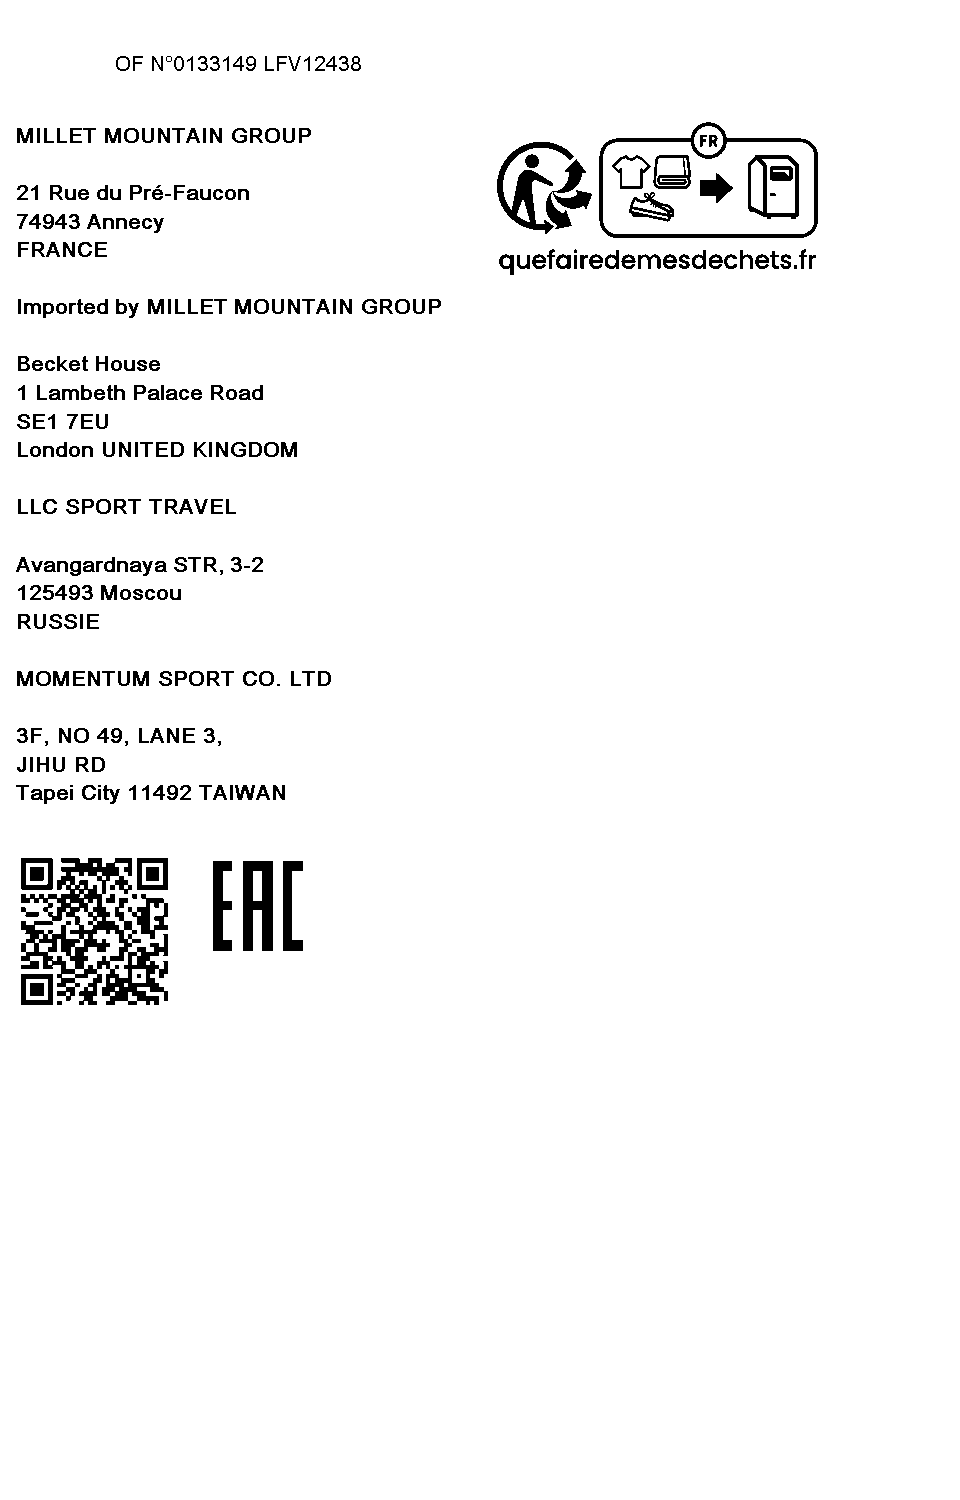 OF N°0133149 LFV12438
MILLET MOUNTAIN GROUP
21 Rue du Pré-Faucon
74943 Annecy
FRANCE
FR
quefairedemesdechets.fr
Imported by MILLET MOUNTAIN GROUP
Becket House
1 Lambeth Palace Road
SE1 7EU
London UNITED KINGDOM
LLC SPORT TRAVEL
Avangardnaya STR, 3-2
125493 Moscou
RUSSIE
MOMENTUM SPORT CO. LTD
3F, NO 49, LANE 3,
JIHU RD
Tapei City 11492 TAIWAN
EAC